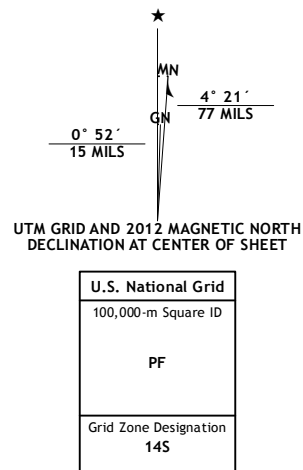 ★
MN
4° 21´
77 MILS
GN
0° 52´
15 MILS
UTM GRID AND 2012 MAGNETIC NORTH
DECLINATION AT CENTER OF SHEET
U.S. National Grid
100,000-m Square ID
PF
Grid Zone Designation
14S